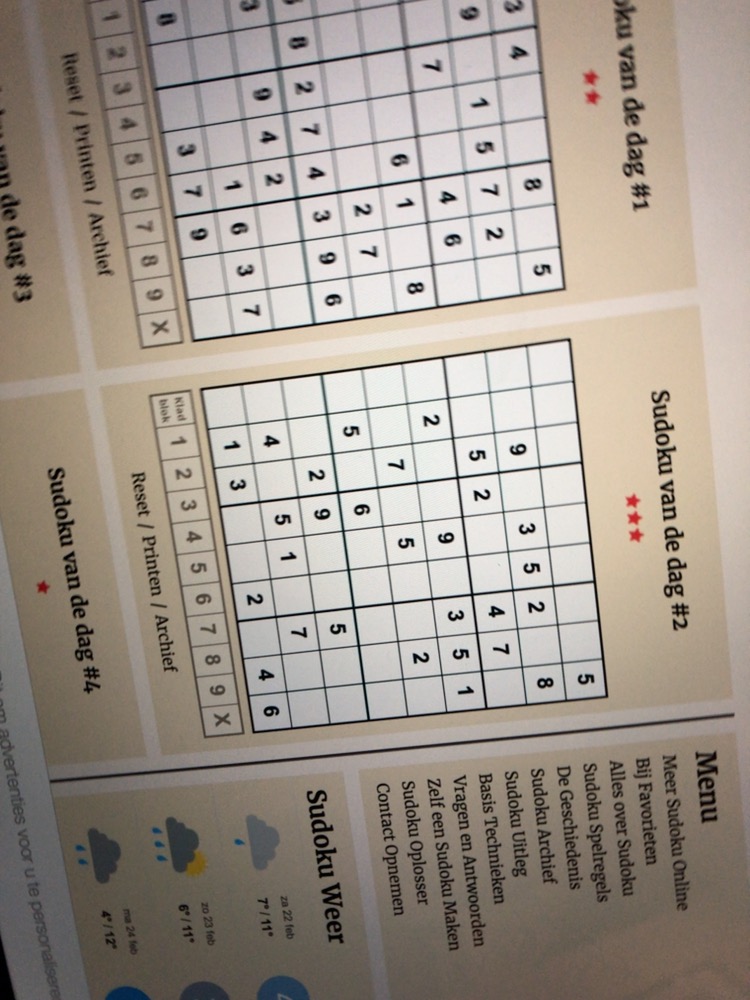 oku van de dag #1
3 4 8 5
9 1 5 7 2
7 4 6
6 1 8
2 7
8 2 7 4 3 9 6
3 9 4 2
1 6 3 7
8 3 7 9
1 2 3 4 5 6 7 8 9 X
Reset / Printen / Archief
van de dag #3
Sudoku van de dag #2
5
9 3 5 2 8
5 2 4 7
2 9 3 5 1
7 5 2
5 6
2 9 5
4 5 1 7
1 3 2 4 6
Klad blok 1 2 3 4 5 6 7 8 9 X
Reset / Printen / Archief
Sudoku van de dag #4
Menu
Meer Sudoku Online
Bij Favorieten
Alles over Sudoku
Sudoku Spelregels
De Geschiedenis
Sudoku Archief
Sudoku Uitleg
Basis Technieken
Vragen en Antwoorden
Zelf een Sudoku Maken
Sudoku Oplosser
Contact Opnemen
Sudoku Weer
za 22 feb
7° / 11°
zo 23 feb
6° / 11°
ma 24 feb
4° / 12°
om advertenties voor u te personaliseren